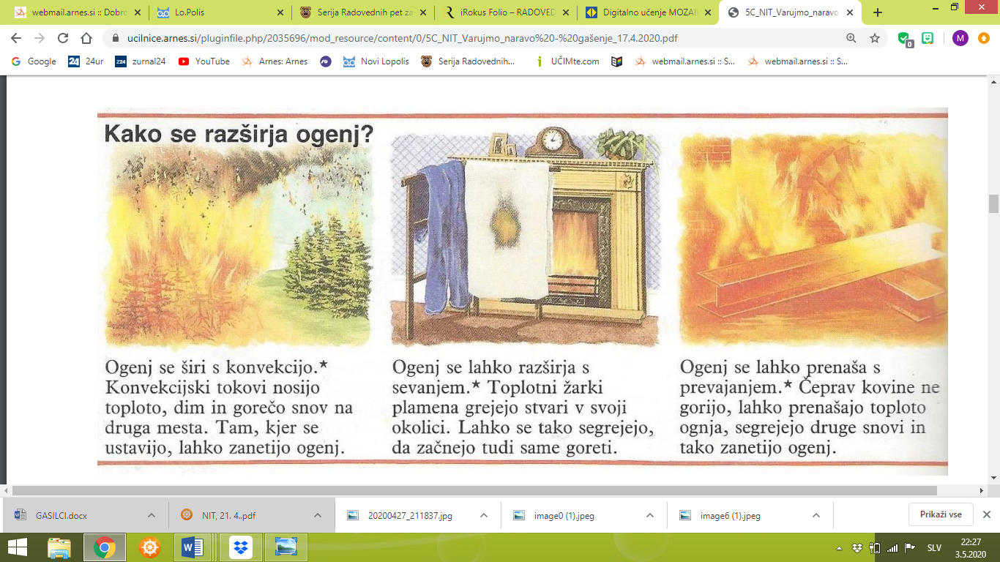 webmail.arnes.si :: Dobro
Lo.Polis
Serija Radovednih pet za
iRokus Folio – RADOVED
Digitalno učenje MOZAIK
5C_NIT_Varujmo_naravo
ucilnice.arnes.si/pluginfile.php/2035696/mod_resource/content/0/5C_NIT_Varujmo_naravo%20-%20gašenje_17.4.2020.pdf
M
0
Google
24ur
zurnal24
YouTube
Arnes: Arnes
Novi Lopolis
Serija Radovednih...
UČIMte.com
webmail.arnes.si :: S...
webmail.arnes.si :: S...
Kako se razširja ogenj?
Ogenj se širi s konvekcijo.★
Konvekcijski tokovi nosijo
toploto, dim in gorečo snov na
druga mesta. Tam, kjer se
ustavijo, lahko zanetijo ogenj.
Ogenj se lahko razširja s
sevanjem.★ Toplotni žarki
plamena grejejo stvari v svoji
okolici. Lahko se tako segrejejo,
da začnejo tudi same goreti.
Ogenj se lahko prenaša s
prevajanjem.★ Čeprav kovine ne
gorijo, lahko prenašajo toploto
ognja, segrejejo druge snovi in
tako zanetijo ogenj.
GASILCI.docx
NIT, 21. 4..pdf
20200427_211837.jpg
image0 (1).jpeg
image6 (1).jpeg
Prikaži vse
SLV
22:27
3.5.2020